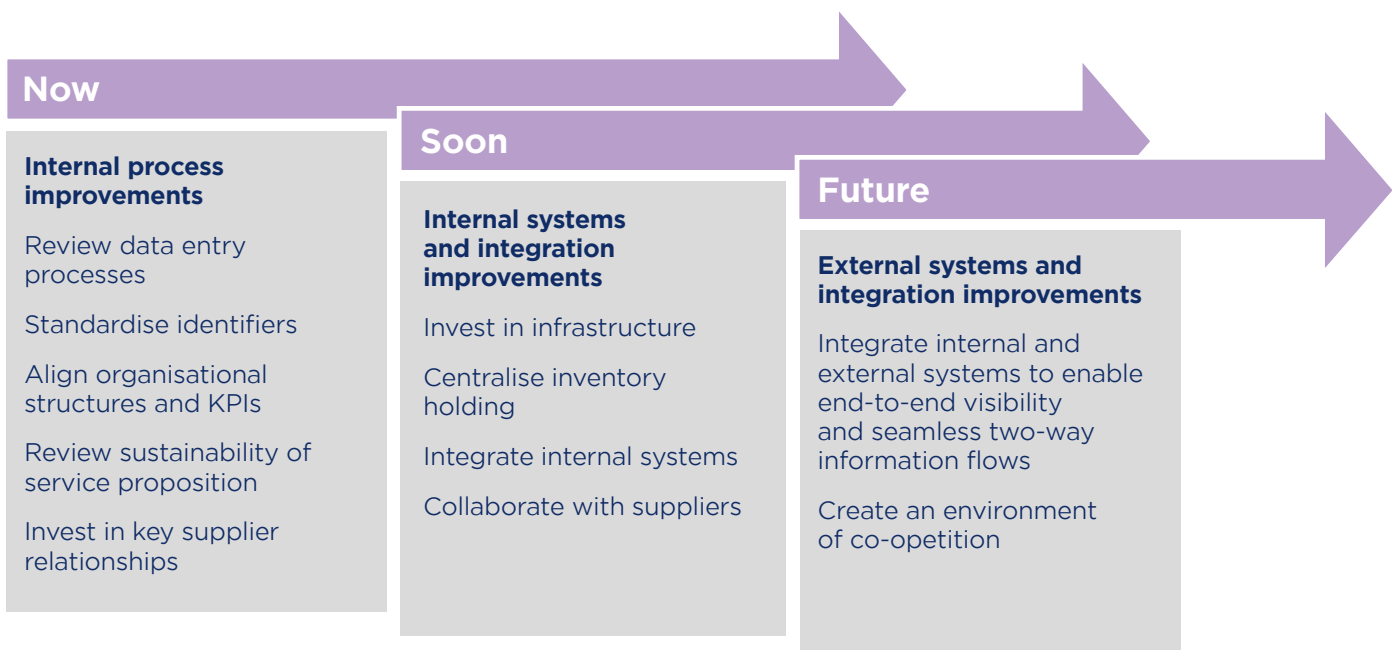 Now
Internal process
improvements
Review data entry
processes
Standardise identifiers
Align organisational
structures and KPIs
Review sustainability of
service proposition
Invest in key supplier
relationships
Soon
Internal systems
and integration
improvements
Invest in infrastructure
Centralise inventory
holding
Integrate internal systems
Collaborate with suppliers
Future
External systems and
integration improvements
Integrate internal and
external systems to enable
end-to-end visibility
and seamless two-way
information flows
Create an environment
of co-opetition